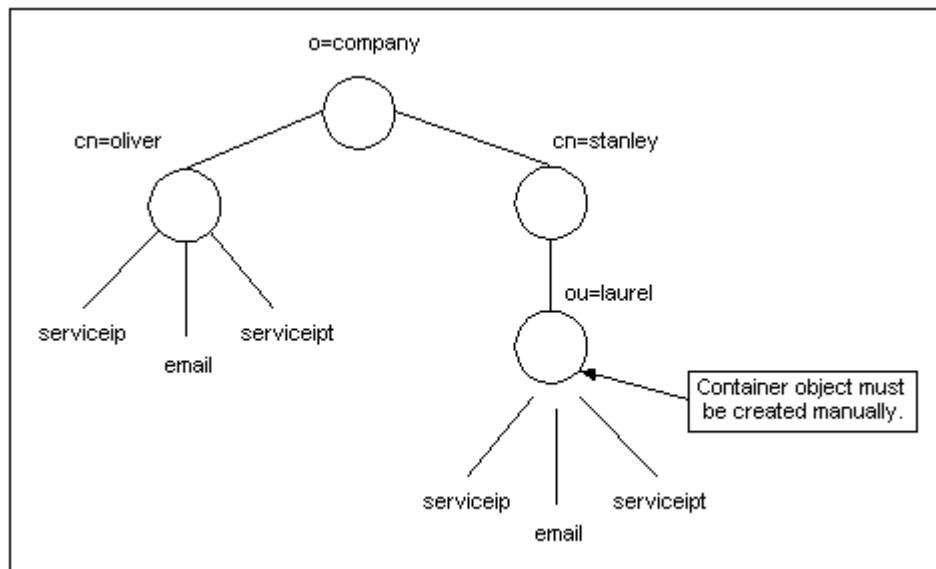 o=company
cn=oliver
cn=stanley
ou=laurel
serviceip
serviceipt
email
Container object must
be created manually.
serviceip
serviceipt
email